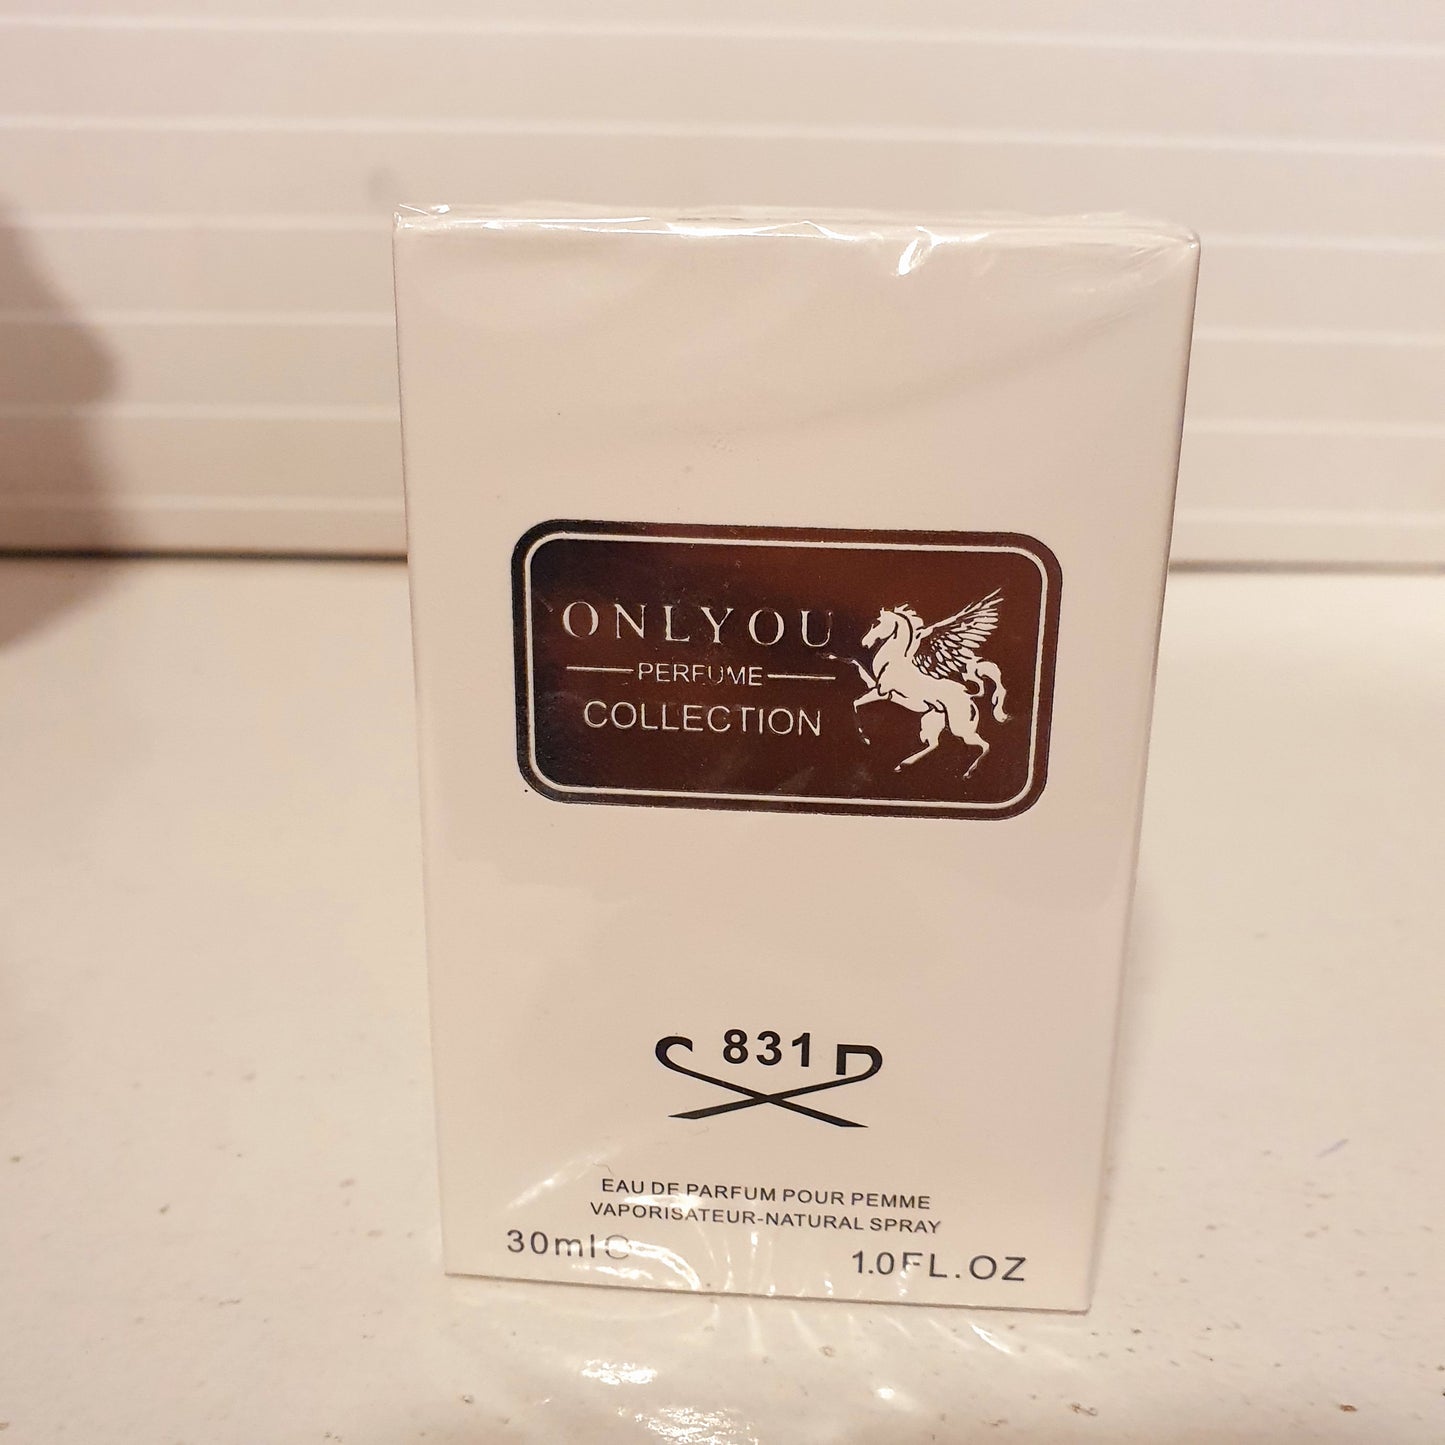 ONLYOU
PERFUME
COLLECTION
831
EAU DE PARFUM POUR PEMME
VAPORISATEUR-NATURAL SPRAY
30ml℮ 1.0FL.OZ